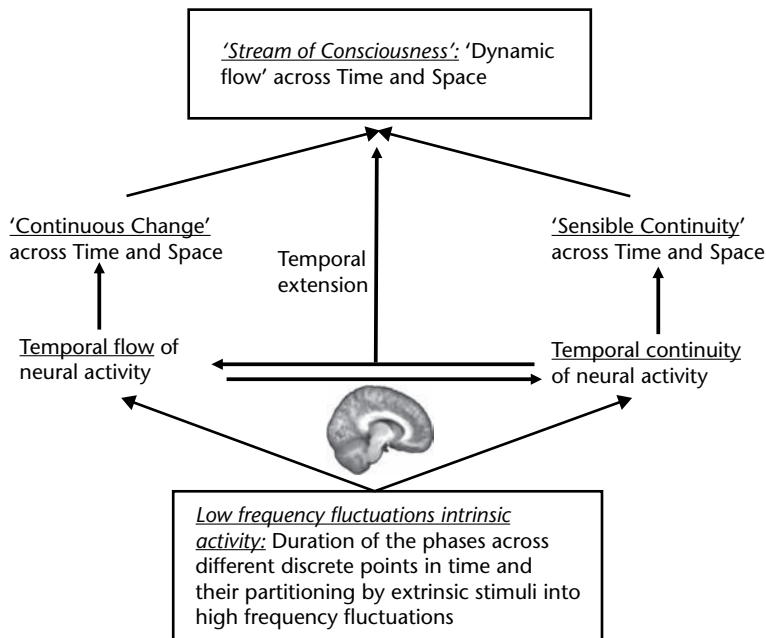 ‘Stream of Consciousness’: ‘Dynamic
flow’ across Time and Space
‘Continuous Change’
across Time and Space
‘Sensible Continuity’
across Time and Space
Temporal
extension
Temporal flow of
neural activity
Temporal continuity
of neural activity
Low frequency fluctuations intrinsic
activity: Duration of the phases across
different discrete points in time and
their partitioning by extrinsic stimuli into
high frequency fluctuations